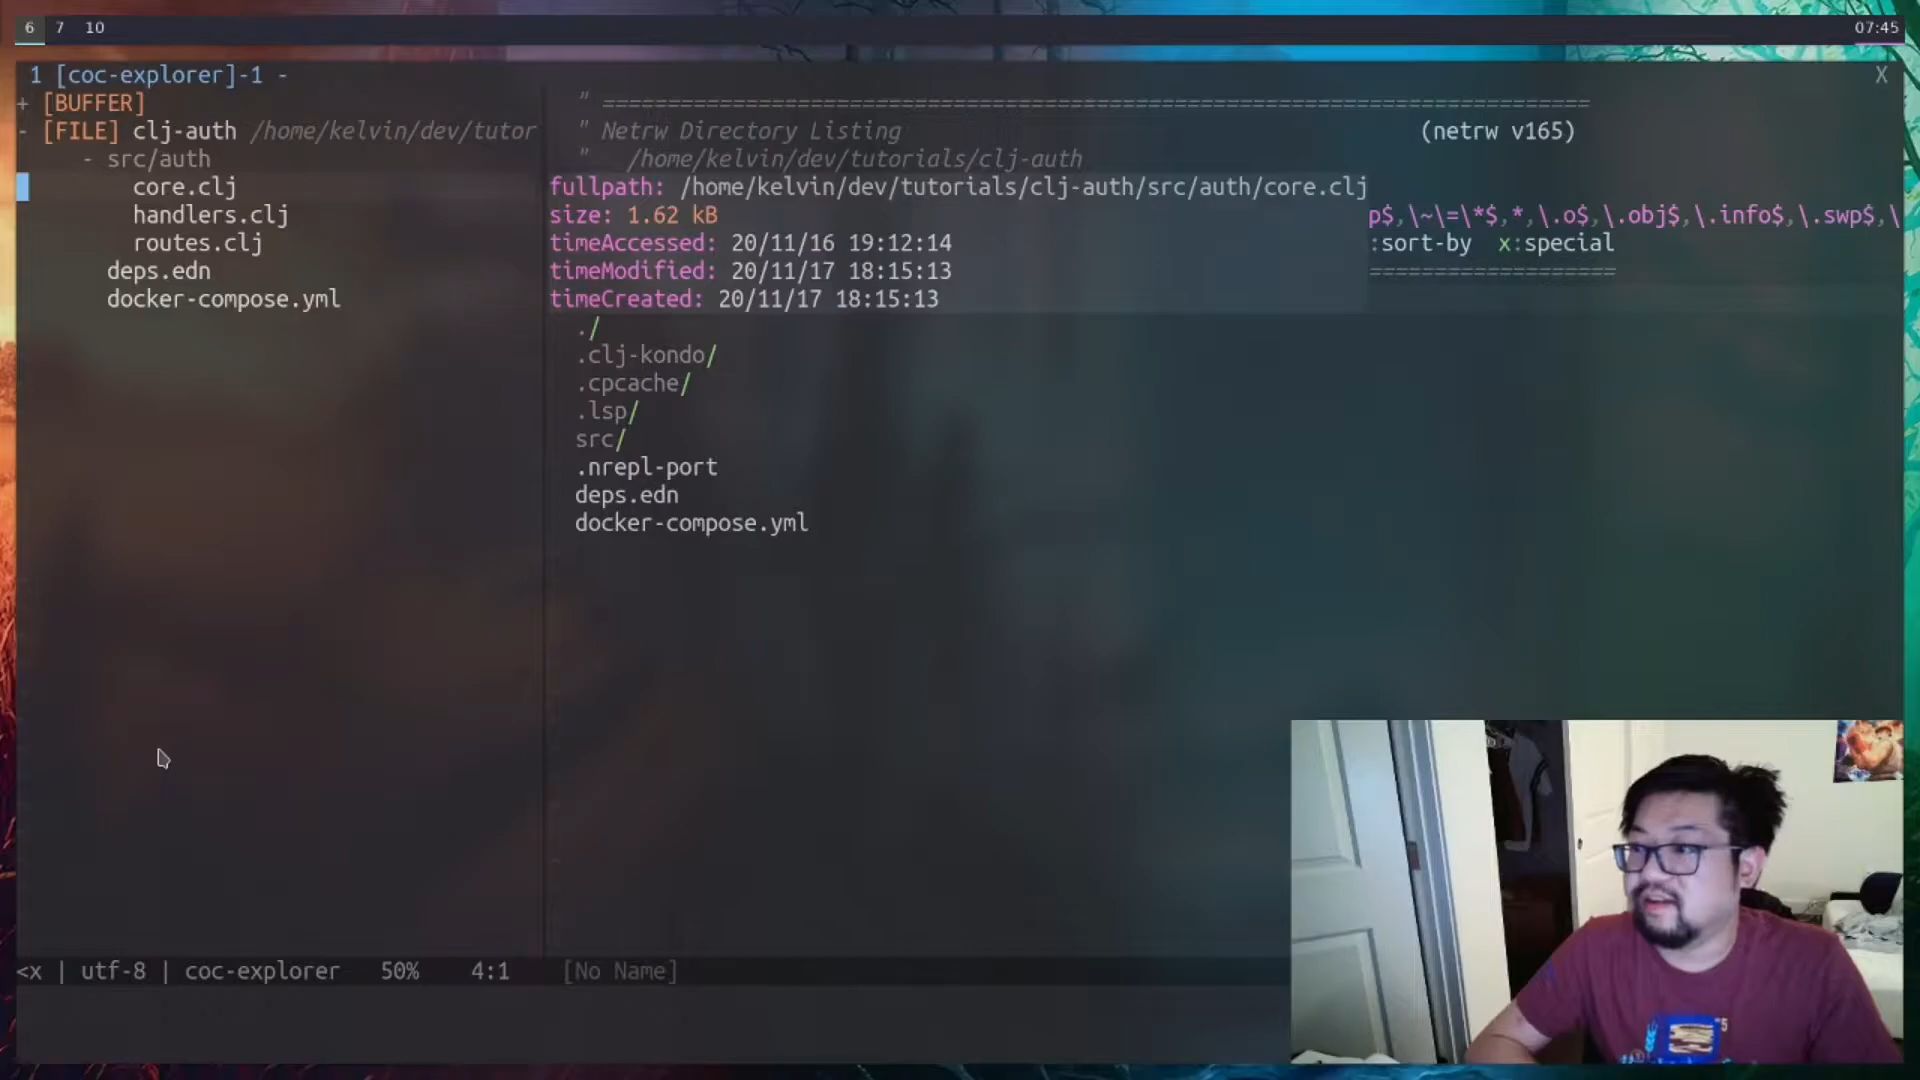 6 7 10 07:45
1 [coc-explorer]-1 - X
+ [BUFFER]
- [FILE] clj-auth /home/kelvin/dev/tutor
- src/auth
core.clj
handlers.clj
routes.clj
deps.edn
docker-compose.yml
" ============================================================================
" Netrw Directory Listing (netrw v165)
" /home/kelvin/dev/tutorials/clj-auth
fullpath: /home/kelvin/dev/tutorials/clj-auth/src/auth/core.clj
size: 1.62 kB p$,\~\=\*$,*,\.o$,\.obj$,\.info$,\.swp$,\
timeAccessed: 20/11/16 19:12:14 :sort-by x:special
timeModified: 20/11/17 18:15:13 ===================
timeCreated: 20/11/17 18:15:13
./
.clj-kondo/
.cpcache/
.lsp/
src/
.nrepl-port
deps.edn
docker-compose.yml
<x | utf-8 | coc-explorer 50% 4:1 [No Name]